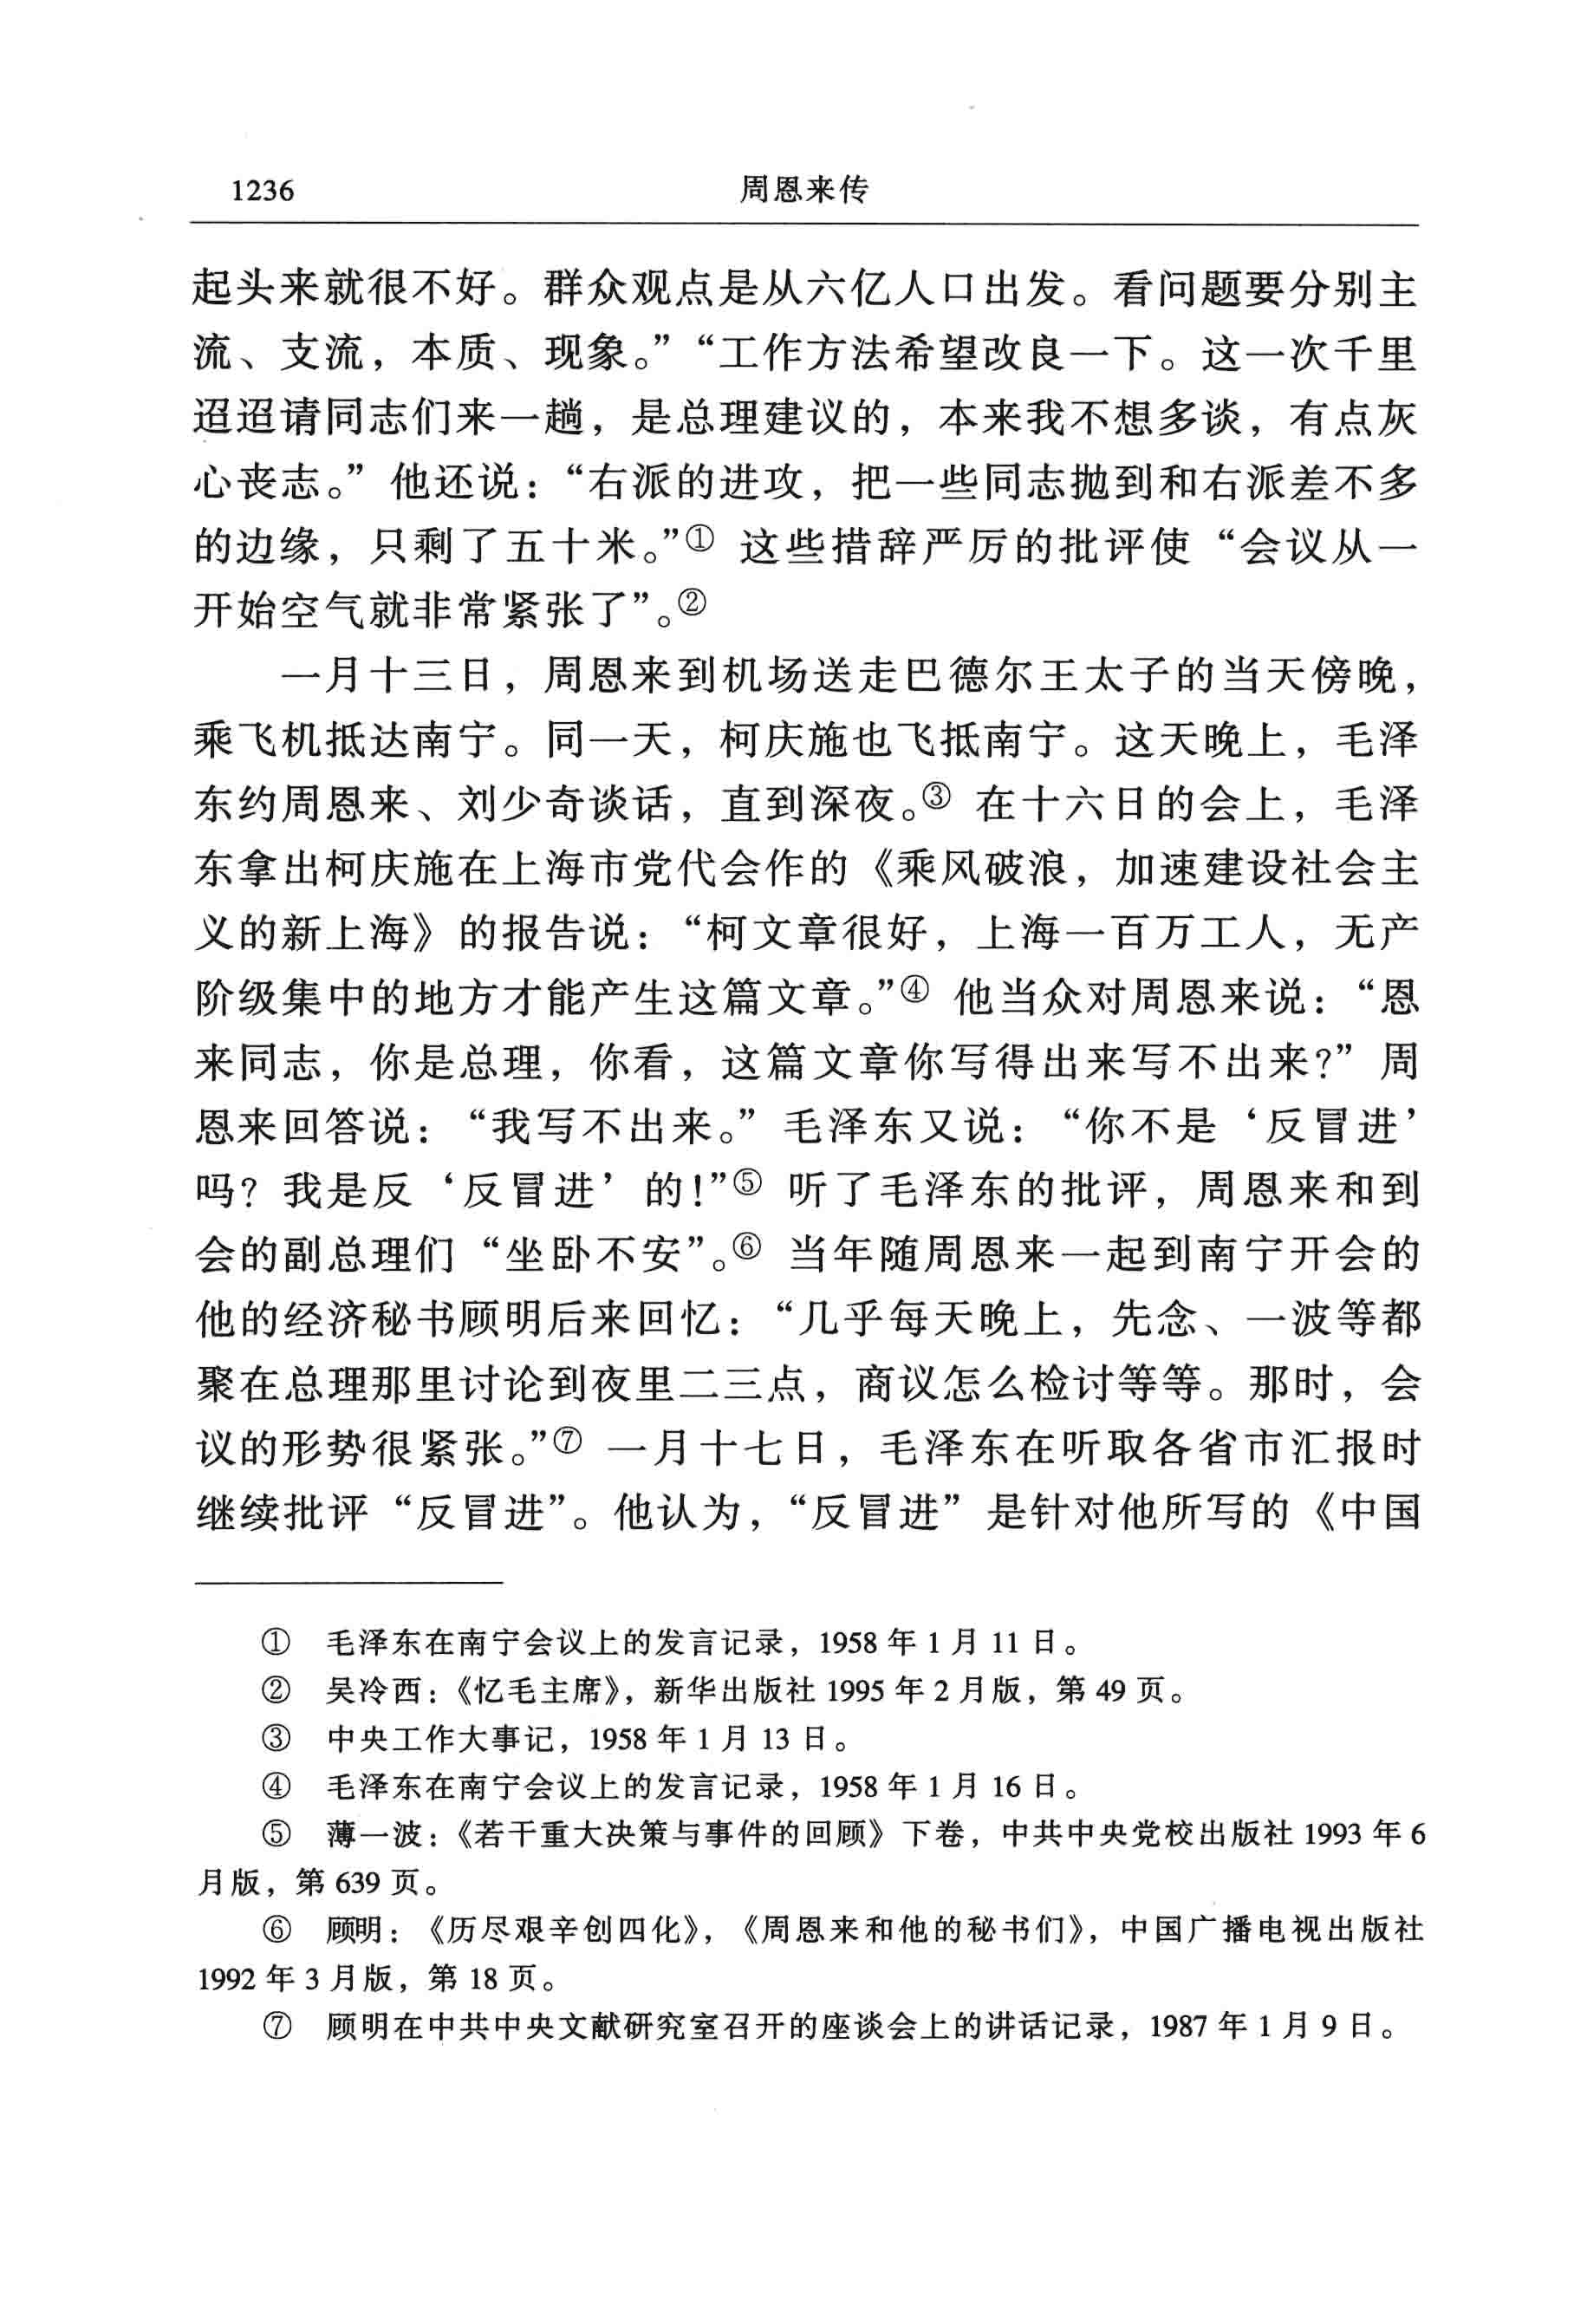 1236 周恩来传
起头来就很不好。群众观点是从六亿人口出发。看问题要分别主
流、支流，本质、现象。”“工作方法希望改良一下。这一次千里
迢迢请同志们来一趟，是总理建议的，本来我不想多谈，有点灰
心丧志。”他还说：“右派的进攻，把一些同志抛到和右派差不多
的边缘，只剩了五十米。”① 这些措辞严厉的批评使“会议从一
开始空气就非常紧张了”。②
一月十三日，周恩来到机场送走巴德尔王太子的当天傍晚，
乘飞机抵达南宁。同一天，柯庆施也飞抵南宁。这天晚上，毛泽
东约周恩来、刘少奇谈话，直到深夜。③ 在十六日的会上，毛泽
东拿出柯庆施在上海市党代会作的《乘风破浪，加速建设社会主
义的新上海》的报告说：“柯文章很好，上海一百万工人，无产
阶级集中的地方才能产生这篇文章。”④ 他当众对周恩来说：“恩
来同志，你是总理，你看，这篇文章你写得出来写不出来?”周
恩来回答说：“我写不出来。”毛泽东又说：“你不是‘反冒进’
吗? 我是反‘反冒进’的!”⑤ 听了毛泽东的批评，周恩来和到
会的副总理们“坐卧不安”。⑥ 当年随周恩来一起到南宁开会的
他的经济秘书顾明后来回忆：“几乎每天晚上，先念、一波等都
聚在总理那里讨论到夜里二三点，商议怎么检讨等等。那时，会
议的形势很紧张。”⑦ 一月十七日，毛泽东在听取各省市汇报时
继续批评“反冒进”。他认为，“反冒进”是针对他所写的《中国
① 毛泽东在南宁会议上的发言记录，1958 年 1 月 11 日。
② 吴冷西：《忆毛主席》，新华出版社 1995 年 2 月版，第 49 页。
③ 中央工作大事记，1958 年 1 月 13 日。
④ 毛泽东在南宁会议上的发言记录，1958 年 1 月 16 日。
⑤ 薄一波：《若干重大决策与事件的回顾》下卷，中共中央党校出版社 1993 年 6
月版，第 639 页。
⑥ 顾明：《历尽艰辛创四化》，《周恩来和他的秘书们》，中国广播电视出版社
1992 年 3 月版，第 18 页。
⑦ 顾明在中共中央文献研究室召开的座谈会上的讲话记录，1987 年 1 月 9 日。